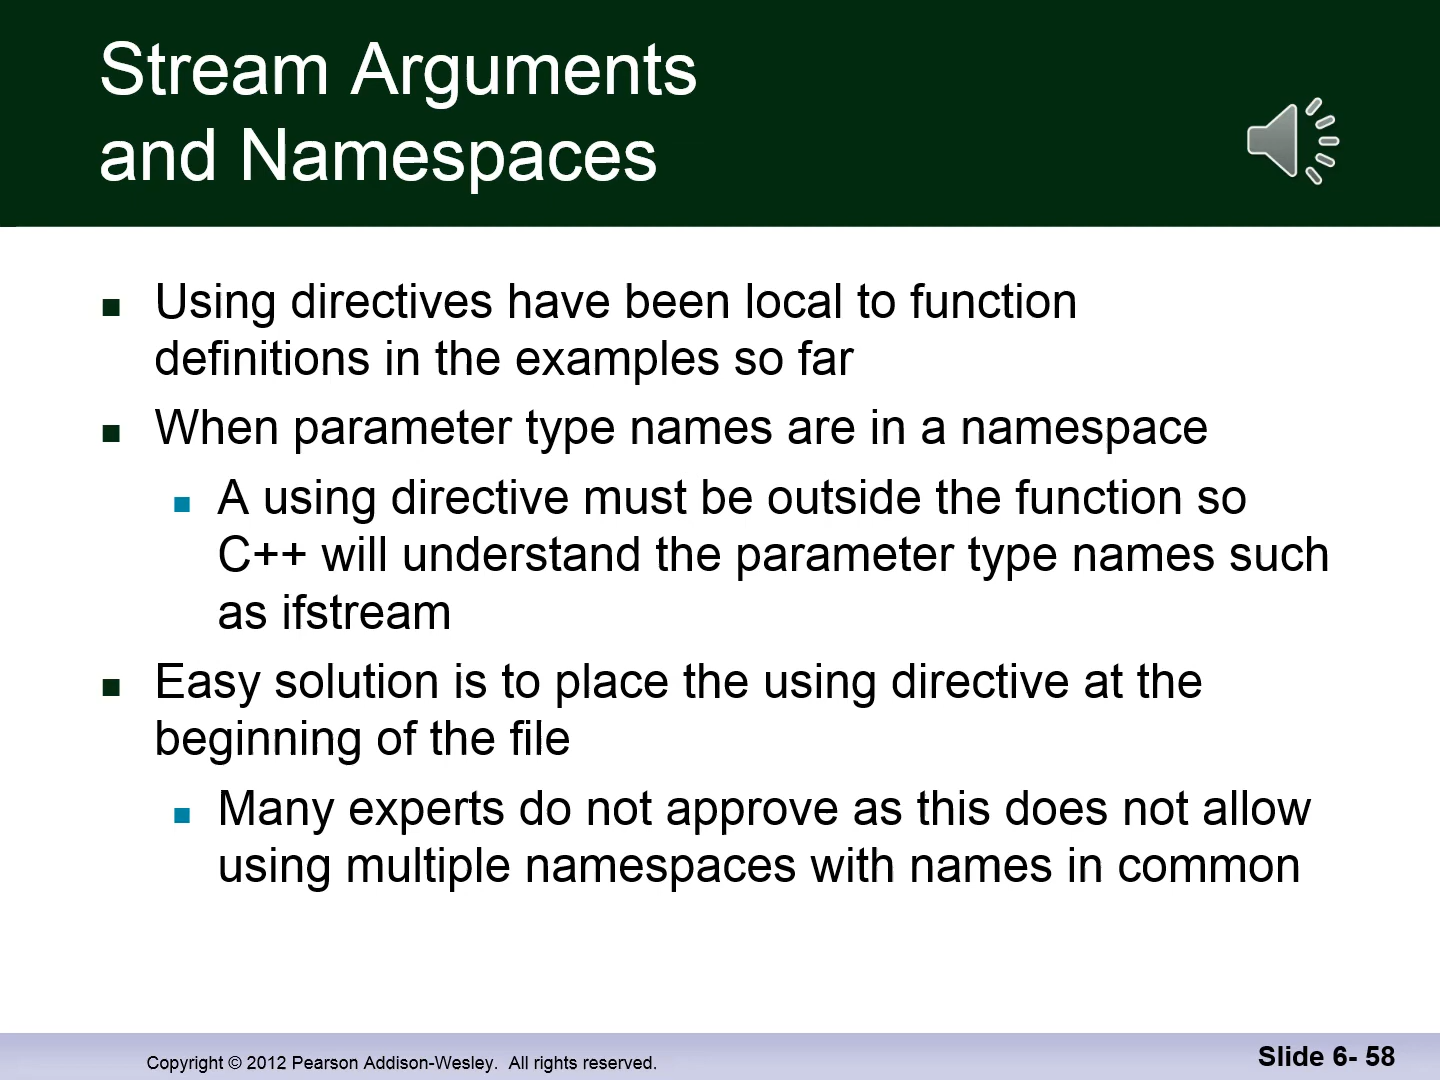 Stream Arguments
and Namespaces
Using directives have been local to function
definitions in the examples so far
When parameter type names are in a namespace
A using directive must be outside the function so
C++ will understand the parameter type names such
as ifstream
Easy solution is to place the using directive at the
beginning of the file
Many experts do not approve as this does not allow
using multiple namespaces with names in common
Copyright © 2012 Pearson Addison-Wesley.  All rights reserved.
Slide 6- 58